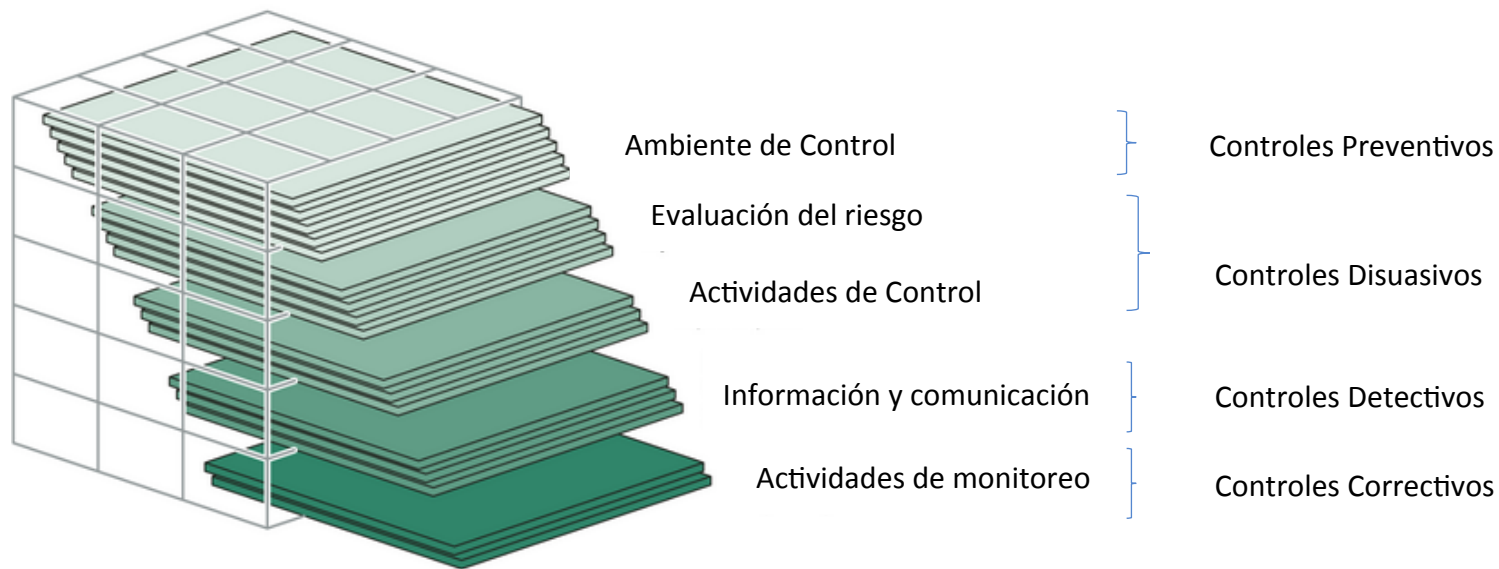 Ambiente de Control
Controles Preventivos
Evaluación del riesgo
Actividades de Control
Controles Disuasivos
Información y comunicación
Controles Detectivos
Actividades de monitoreo
Controles Correctivos